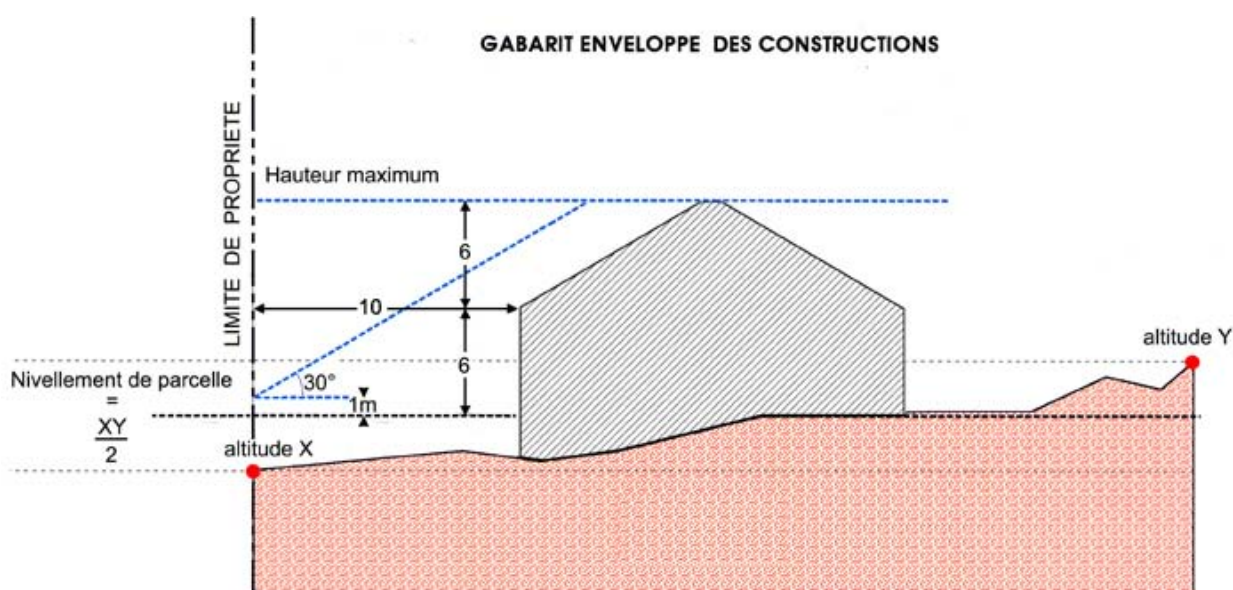 GABARIT ENVELOPPE DES CONSTRUCTIONS
LIMITE DE PROPRIETE
Hauteur maximum
6
10
6
altitude Y
Nivellement de parcelle
30°
1m
=
XY
2
altitude X